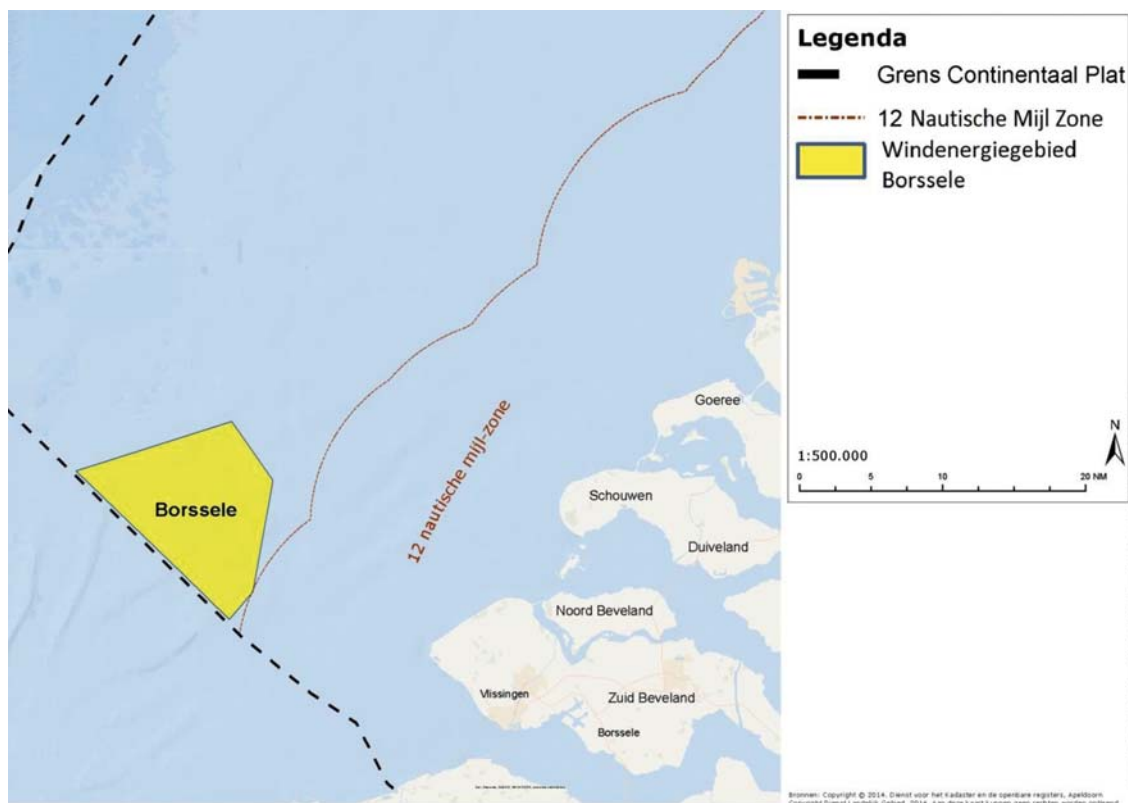 Legenda
Grens Continentaal Plat
12 Nautische Mijl Zone
Windenergiegebied
Borssele
N
1:500.000
0 5 10 20 NM
Goeree
Schouwen
Duiveland
Noord Beveland
Vlissingen
Zuid Beveland
Borssele
Borssele
12 nautische mijl-zone
Bronnen: Copyright © 2014, Dienst voor het Kadaster en de openbare registers, Apeldoorn